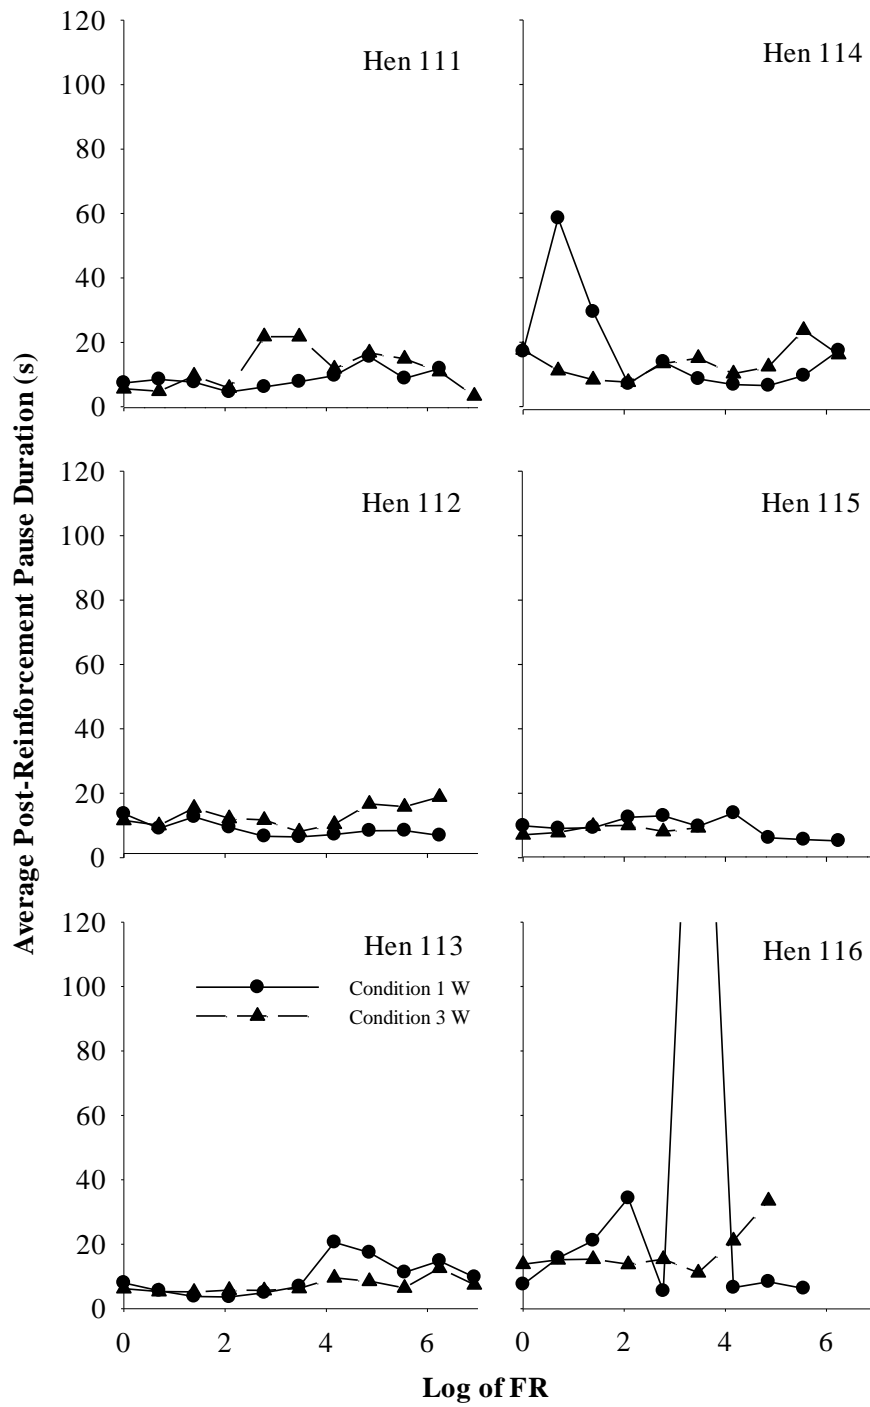 Average Post-Reinforcement Pause Duration (s)
120
100
80
60
40
20
0
Hen 111
Hen 114
120
100
80
60
40
20
0
Hen 112
Hen 115
120
100
80
60
40
20
0
Hen 113
Condition 1 W
Condition 3 W
Hen 116
0 2 4 6
0 2 4 6
Log of FR